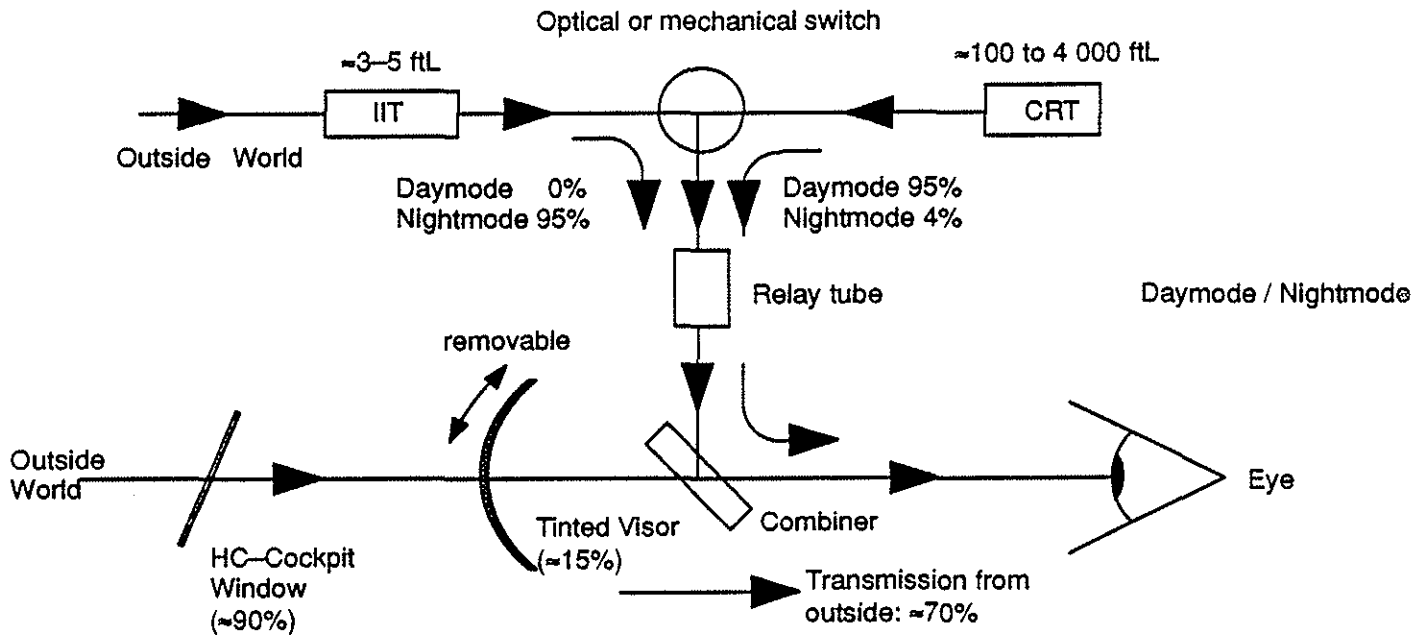 Optical or mechanical switch
≈3–5 ftL
≈100 to 4 000 ftL
IIT
CRT
Outside World
Daymode 0%
Nightmode 95%
Daymode 95%
Nightmode 4%
Relay tube
Daymode / Nightmode
removable
Outside
World
Eye
Combiner
Tinted Visor
(≈15%)
HC–Cockpit
Window
(≈90%)
Transmission from
outside: ≈70%